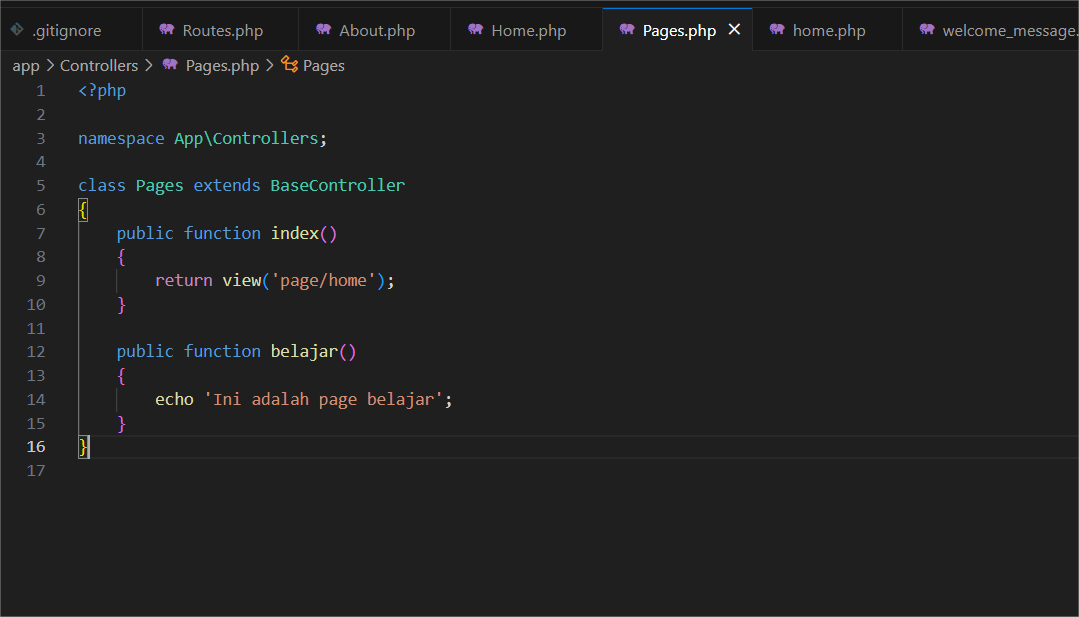 .gitignore Routes.php About.php Home.php Pages.php home.php welcome_message.
app > Controllers > Pages.php > Pages
1 <?php
2
3 namespace App\Controllers;
4
5 class Pages extends BaseController
6 {
7     public function index()
8     {
9         return view('page/home');
10     }
11
12     public function belajar()
13     {
14         echo 'Ini adalah page belajar';
15     }
16 }
17